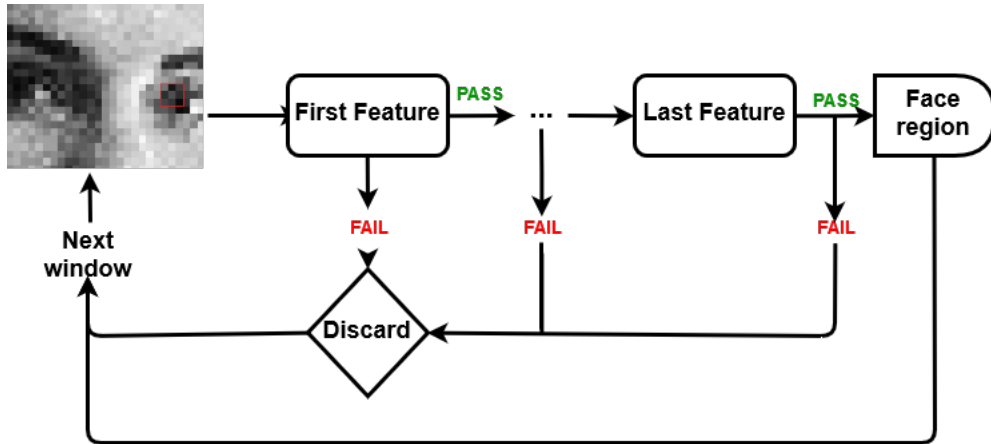 First Feature
PASS
...
Last Feature
PASS
Face
region
FAIL
FAIL
FAIL
Next
window
Discard